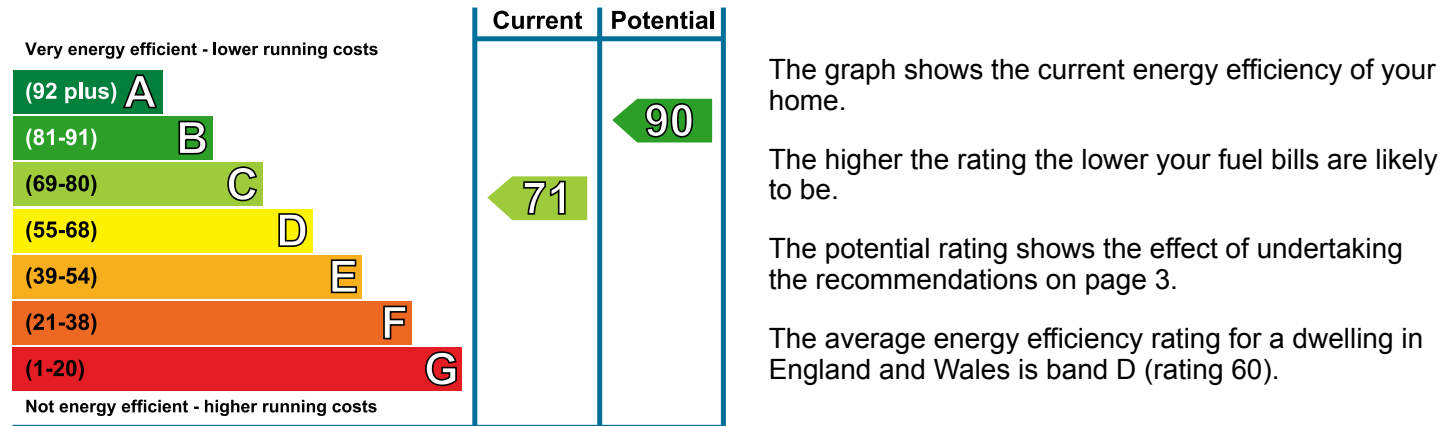 Current Potential
Very energy efficient - lower running costs
(92 plus) A
(81-91) B
(69-80) C
(55-68) D
(39-54) E
(21-38) F
(1-20) G
Not energy efficient - higher running costs
71
90
The graph shows the current energy efficiency of your
home.
The higher the rating the lower your fuel bills are likely
to be.
The potential rating shows the effect of undertaking
the recommendations on page 3.
The average energy efficiency rating for a dwelling in
England and Wales is band D (rating 60).